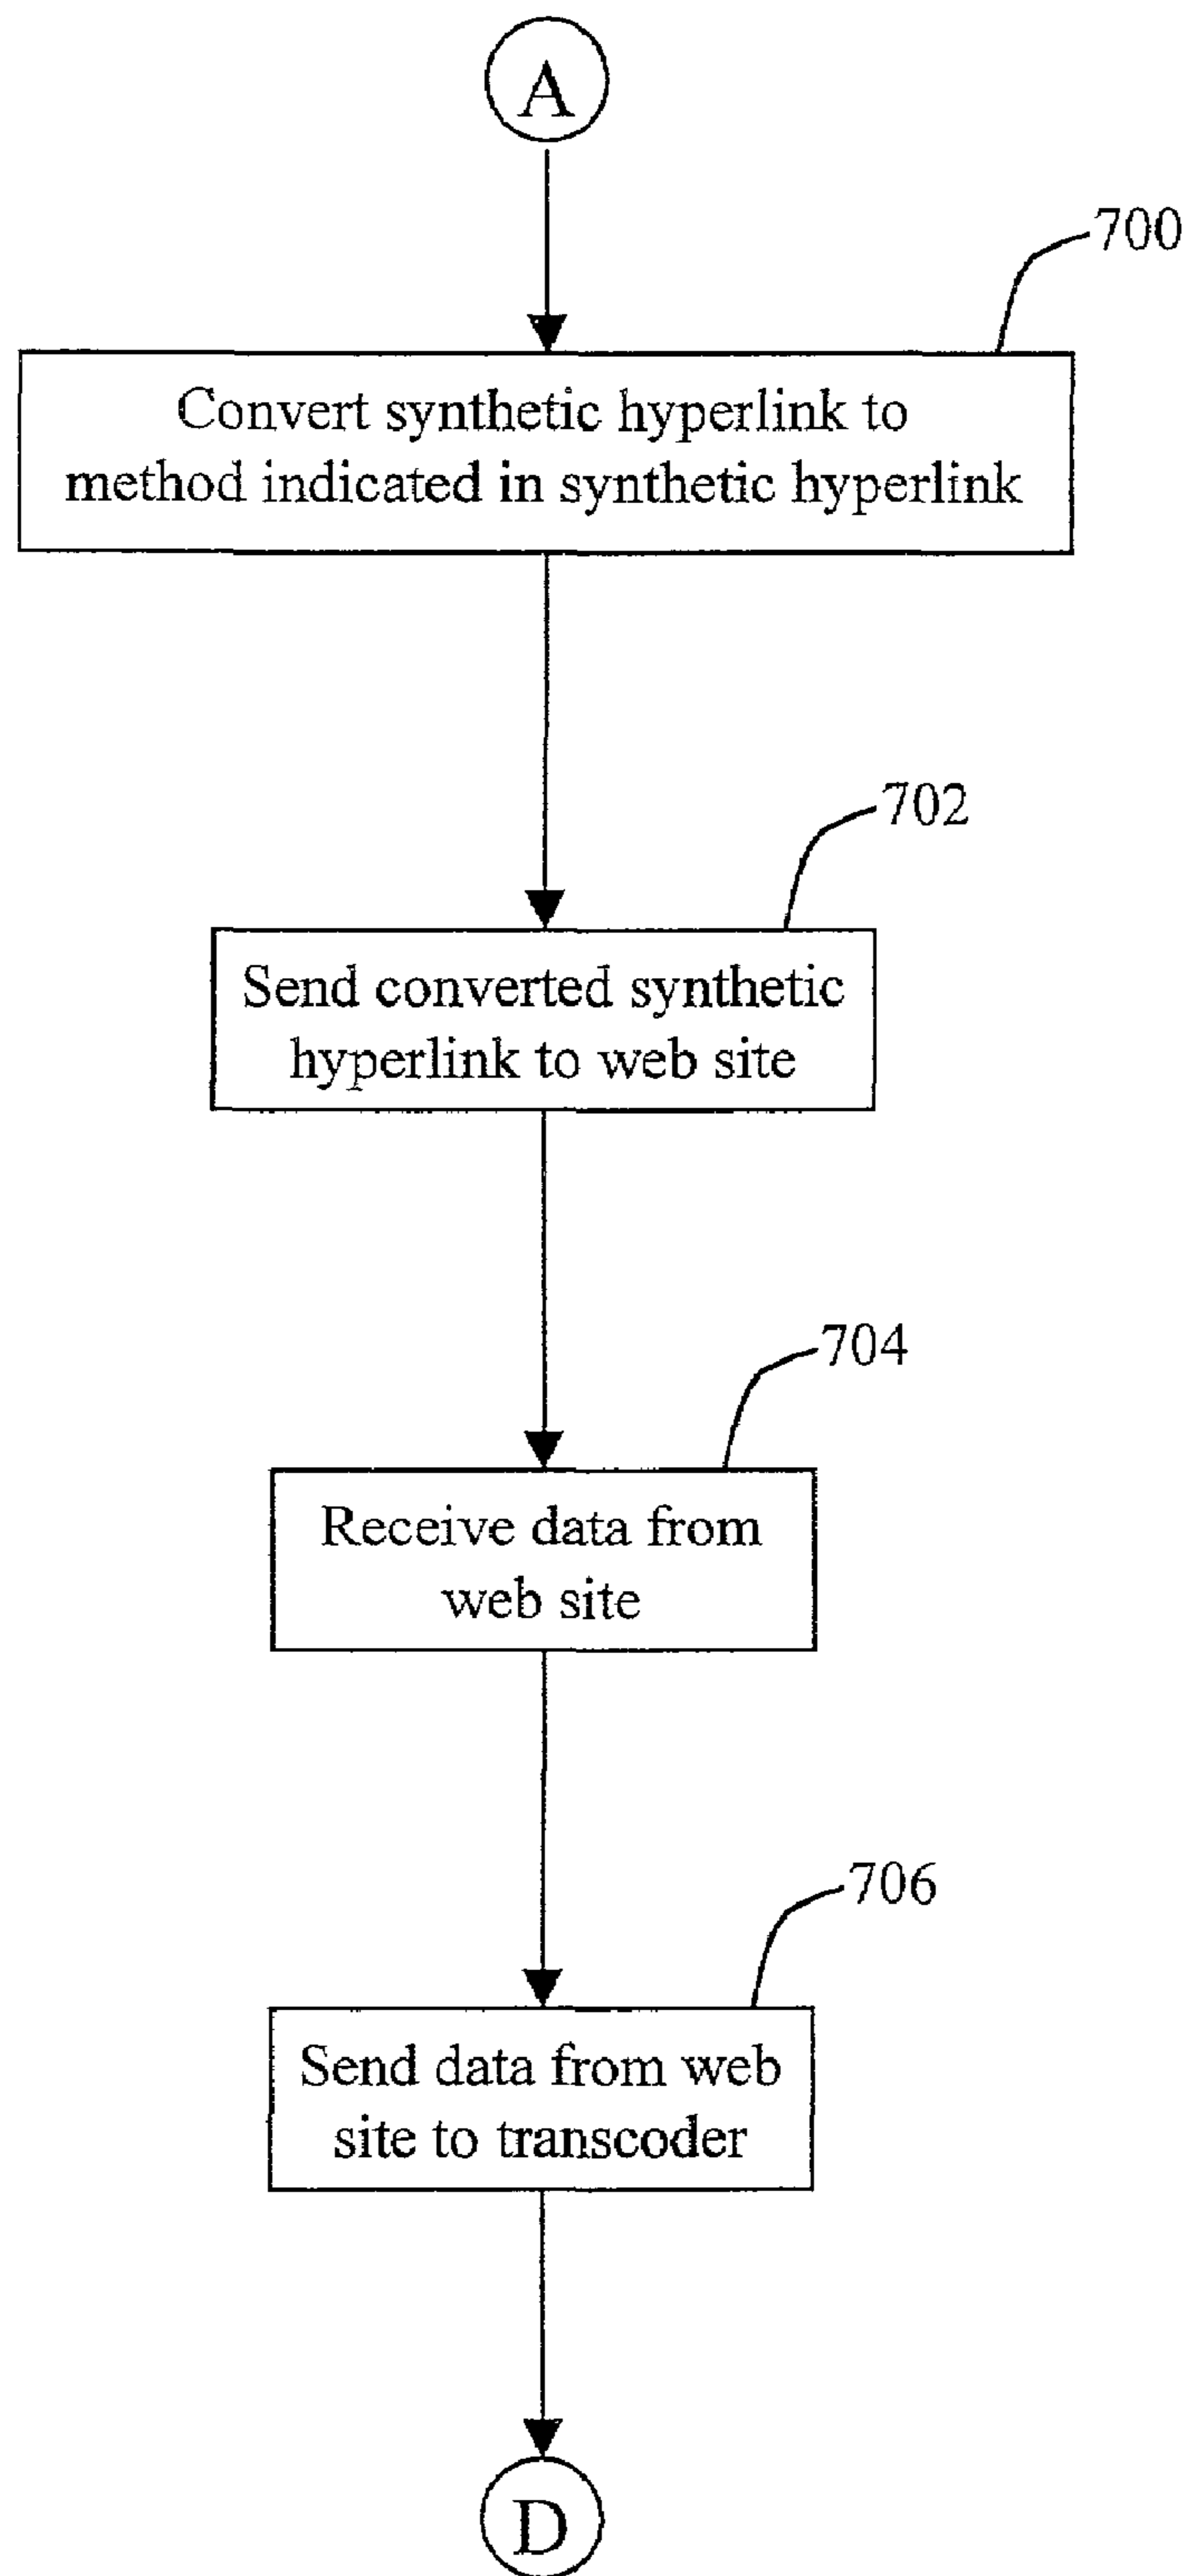 A
700
Convert synthetic hyperlink to
method indicated in synthetic hyperlink
702
Send converted synthetic
hyperlink to web site
704
Receive data from
web site
706
Send data from web
site to transcoder
D